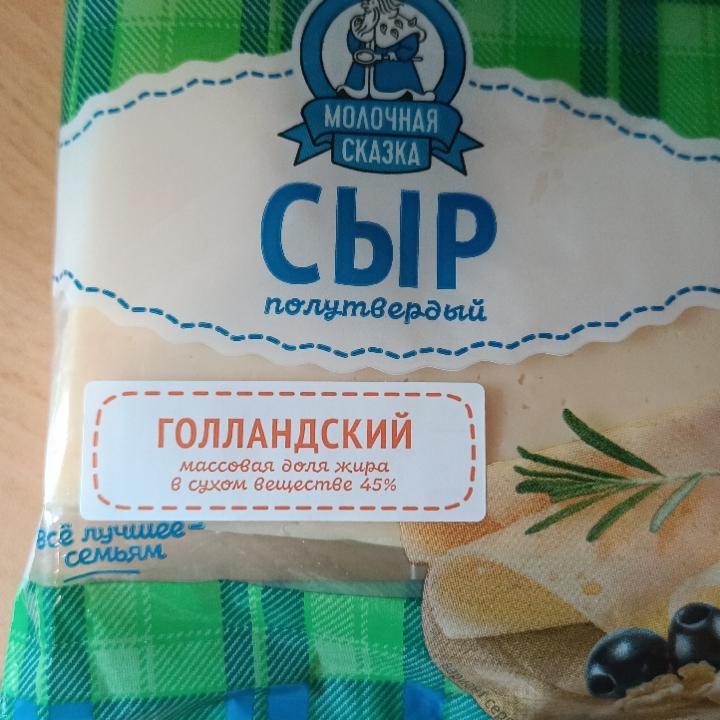 МОЛОЧНАЯ
СКАЗКА
СЫР
полутвердый
ГОЛЛАНДСКИЙ
массовая доля жира
в сухом веществе 45%
всё лучшее -
семьям